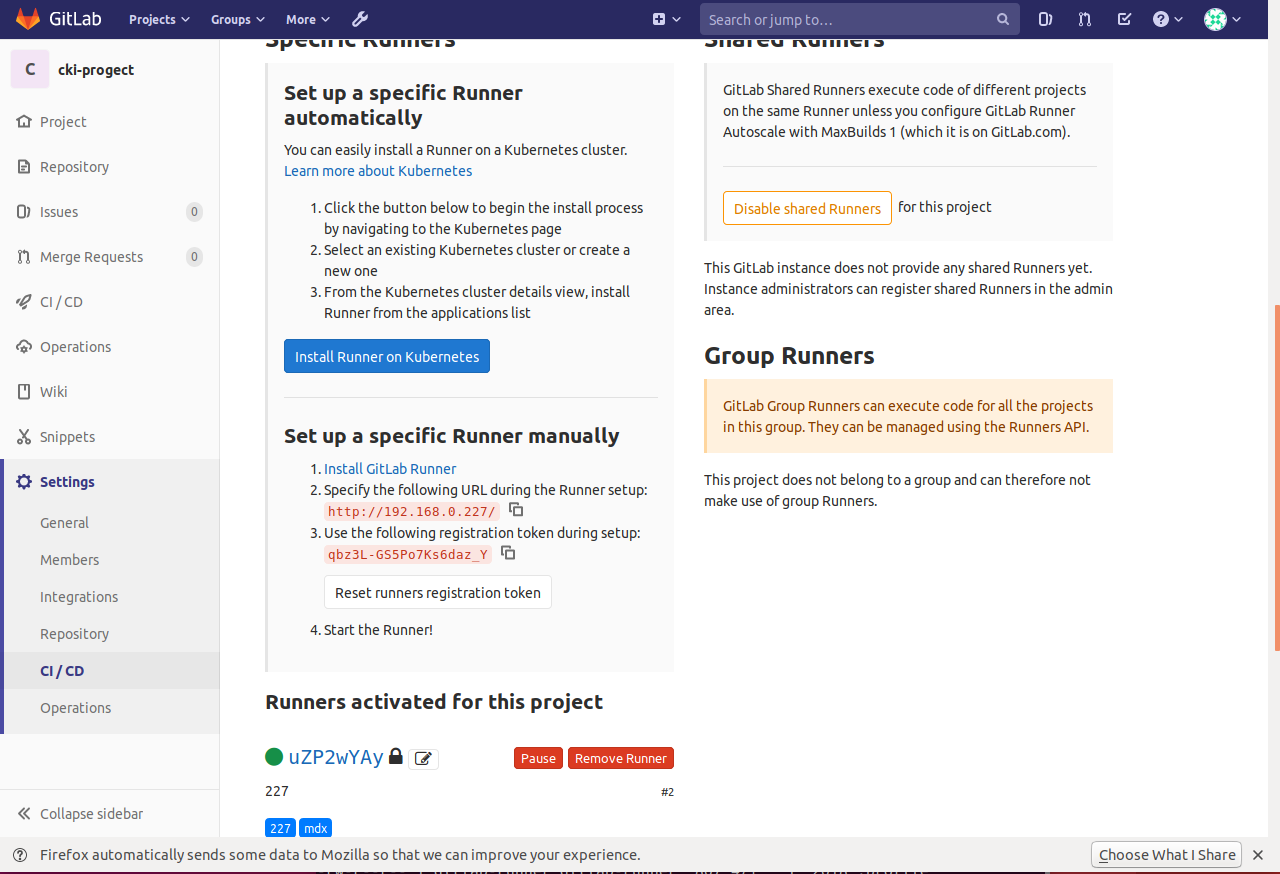 GitLab
Projects
Groups
More
Search or jump to…
C
cki-progect
Project
Repository
Issues
0
Merge Requests
0
CI / CD
Operations
Wiki
Snippets
Settings
General
Members
Integrations
Repository
CI / CD
Operations
Collapse sidebar
Specific Runners
Set up a specific Runner
automatically
You can easily install a Runner on a Kubernetes cluster.
Learn more about Kubernetes
1. Click the button below to begin the install process
by navigating to the Kubernetes page
2. Select an existing Kubernetes cluster or create a
new one
3. From the Kubernetes cluster details view, install
Runner from the applications list
Install Runner on Kubernetes
Set up a specific Runner manually
1. Install GitLab Runner
2. Specify the following URL during the Runner setup:
http://192.168.0.227/
3. Use the following registration token during setup:
qbz3L-GS5Po7Ks6daz_Y
Reset runners registration token
4. Start the Runner!
Runners activated for this project
uZP2wYAy
Pause
Remove Runner
227
#2
227
mdx
Shared Runners
GitLab Shared Runners execute code of different projects
on the same Runner unless you configure GitLab Runner
Autoscale with MaxBuilds 1 (which it is on GitLab.com).
Disable shared Runners
for this project
This GitLab instance does not provide any shared Runners yet.
Instance administrators can register shared Runners in the admin
area.
Group Runners
GitLab Group Runners can execute code for all the projects
in this group. They can be managed using the Runners API.
This project does not belong to a group and can therefore not
make use of group Runners.
Firefox automatically sends some data to Mozilla so that we can improve your experience.
Choose What I Share